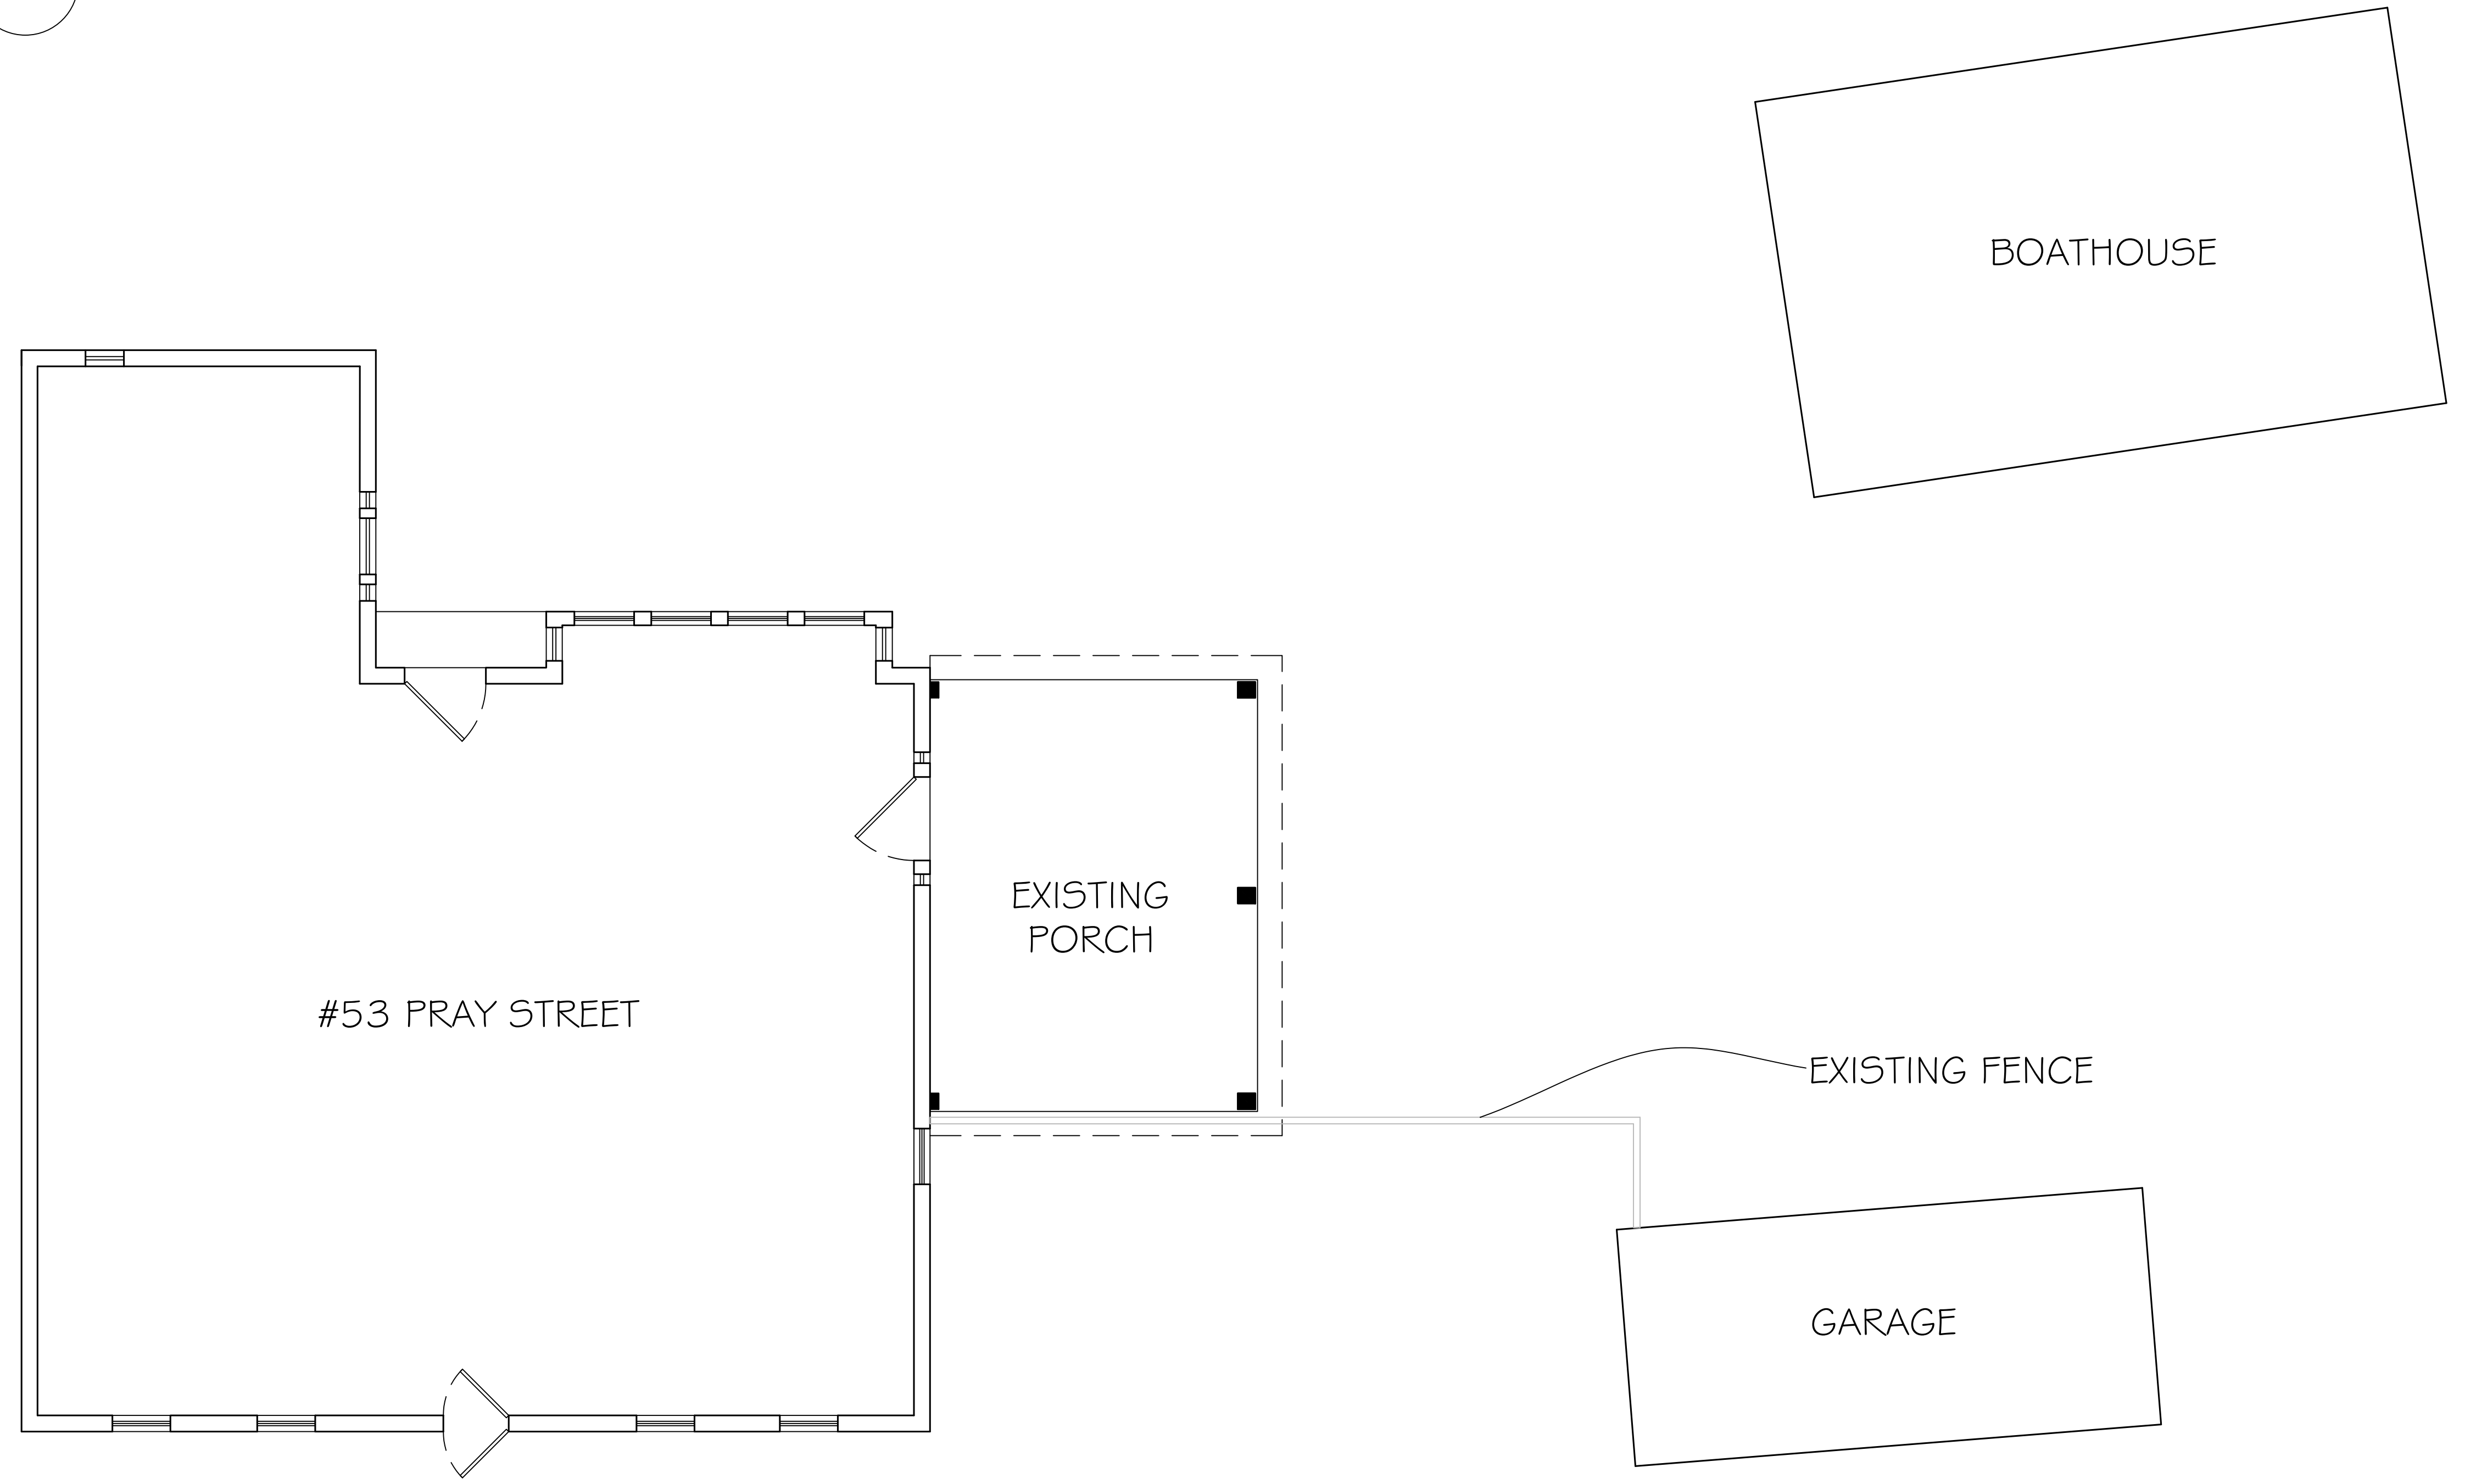 BOATHOUSE
EXISTING
PORCH
#53 PRAY STREET
EXISTING FENCE
GARAGE